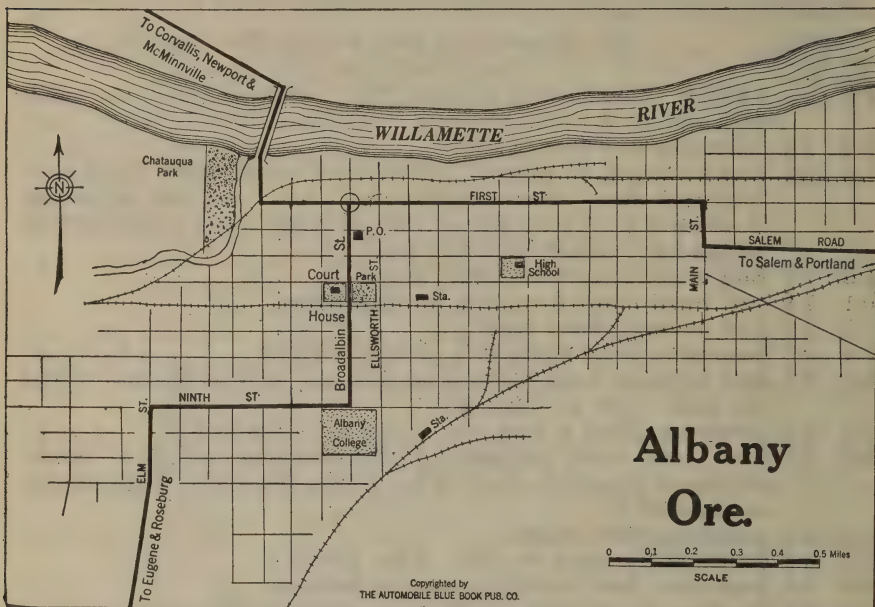 To Corvallis, Newport &
McMinnville
WILLAMETTE RIVER
Chatauqua
Park
N
FIRST ST.
P.O.
St.
ST.
ST.
SALEM ROAD
To Salem & Portland
High
School
Court
Park
House
Sta.
MAIN
Broadalbin
ELLSWORTH
NINTH ST.
ST.
ELM
Albany
College
Sta.
To Eugene & Roseburg
Albany
Ore.
0 0,1 0.2 0.3 0.4 0.5 Miles
SCALE
Copyrighted by
THE AUTOMOBILE BLUE BOOK PUB. CO.